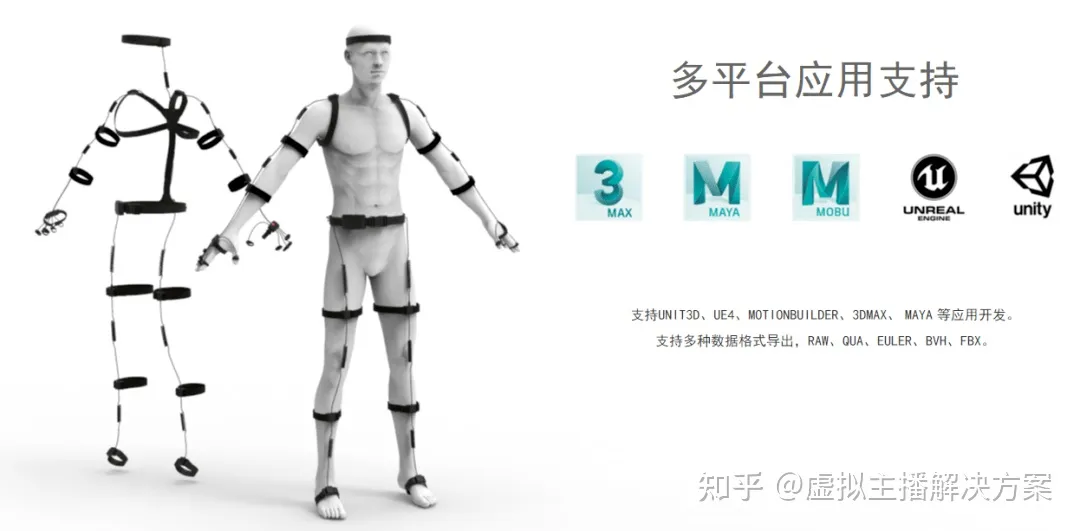 多平台应用支持
3 MAX
M MAYA
M MOBU
UNREAL ENGINE
unity
支持UNIT3D、UE4、MOTIONBUILDER、3DMAX、 MAYA 等应用开发。
支持多种数据格式导出，RAW、QUA、EULER、BVH、FBX。
知乎 @虚拟主播解决方案